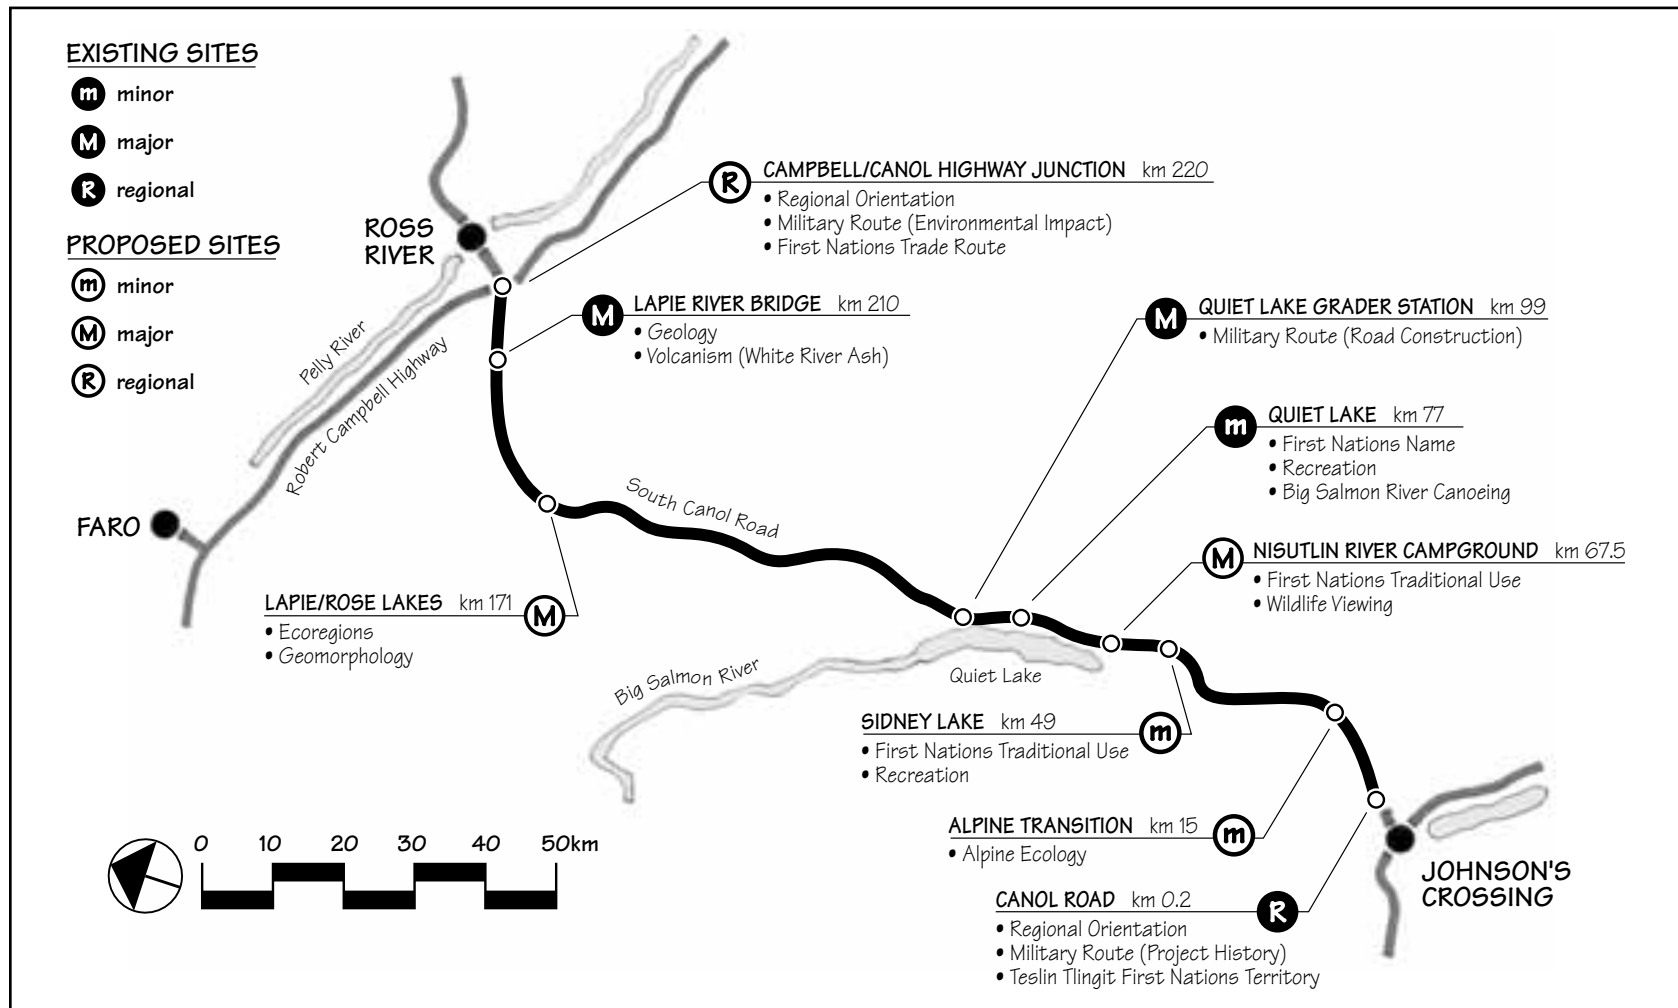 EXISTING SITES
m minor
M major
R regional
PROPOSED SITES
m minor
M major
R regional
ROSS
RIVER
R CAMPBELL/CANOL HIGHWAY JUNCTION km 220
• Regional Orientation
• Military Route (Environmental Impact)
• First Nations Trade Route
M LAPIE RIVER BRIDGE km 210
• Geology
• Volcanism (White River Ash)
M QUIET LAKE GRADER STATION km 99
• Military Route (Road Construction)
Pelly River
Robert Campbell Highway
m QUIET LAKE km 77
• First Nations Name
• Recreation
• Big Salmon River Canoeing
South Canol Road
FARO
M NISUTLIN RIVER CAMPGROUND km 67.5
• First Nations Traditional Use
• Wildlife Viewing
LAPIE/ROSE LAKES km 171 M
• Ecoregions
• Geomorphology
Big Salmon River
Quiet Lake
SIDNEY LAKE km 49 m
• First Nations Traditional Use
• Recreation
ALPINE TRANSITION km 15 m
• Alpine Ecology
0 10 20 30 40 50km
JOHNSON'S
CROSSING
CANOL ROAD km 0.2 R
• Regional Orientation
• Military Route (Project History)
• Teslin Tlingit First Nations Territory